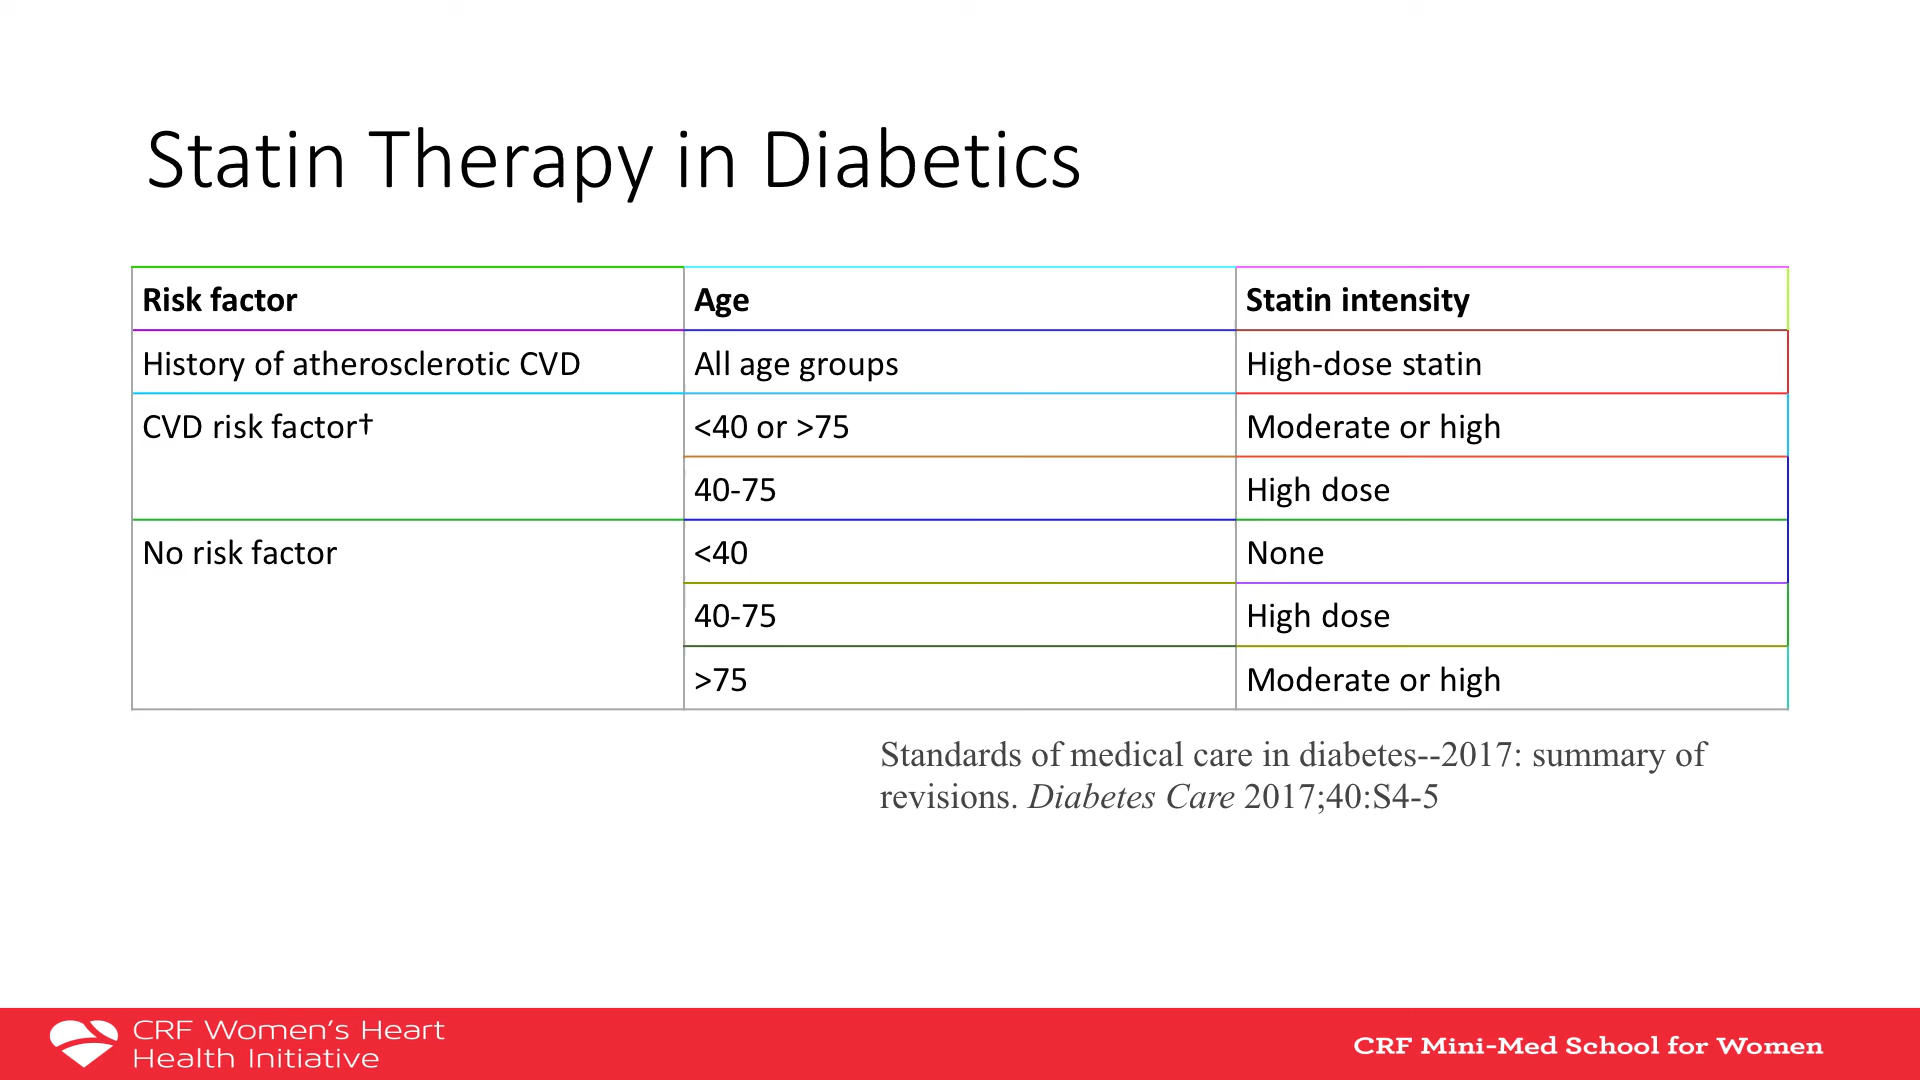 Statin Therapy in Diabetics
Risk factor Age Statin intensity
History of atherosclerotic CVD All age groups High-dose statin
CVD risk factor† <40 or >75 Moderate or high
40-75 High dose
No risk factor <40 None
40-75 High dose
>75 Moderate or high
Standards of medical care in diabetes--2017: summary of
revisions. Diabetes Care 2017;40:S4-5
CRF Women's Heart
Health Initiative
CRF Mini-Med School for Women